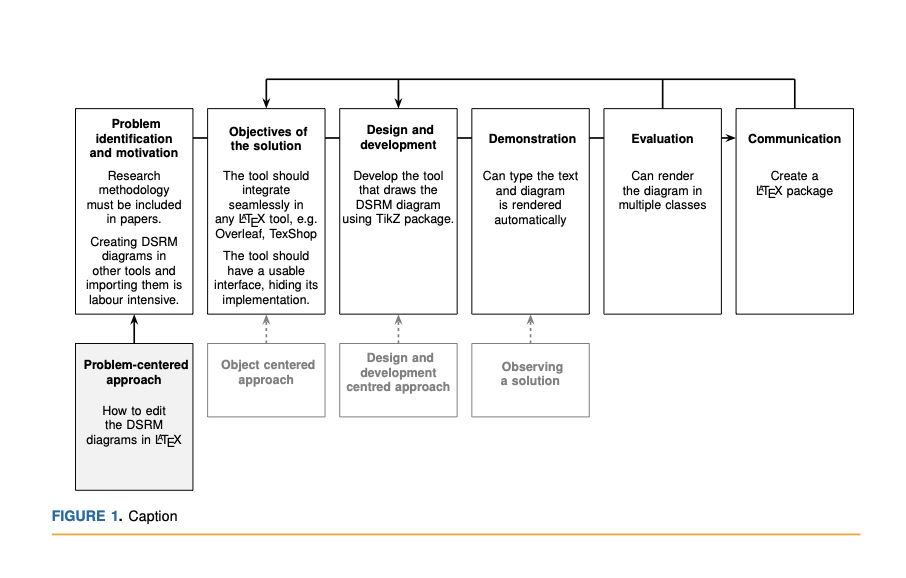 Problem
identification
and motivation
Research
methodology
must be included
in papers.
Creating DSRM
diagrams in
other tools and
importing them is
labour intensive.
Objectives of
the solution
The tool should
integrate
seamlessly in
any LATEX tool, e.g.
Overleaf, TexShop
The tool should
have a usable
interface, hiding its
implementation.
Design and
development
Develop the tool
that draws the
DSRM diagram
using TikZ package.
Demonstration
Can type the text
and diagram
is rendered
automatically
Evaluation
Can render
the diagram in
multiple classes
Communication
Create a
LATEX package
Problem-centered
approach
How to edit
the DSRM
diagrams in LATEX
Object centered
approach
Design and
development
centred approach
Observing
a solution
FIGURE 1. Caption